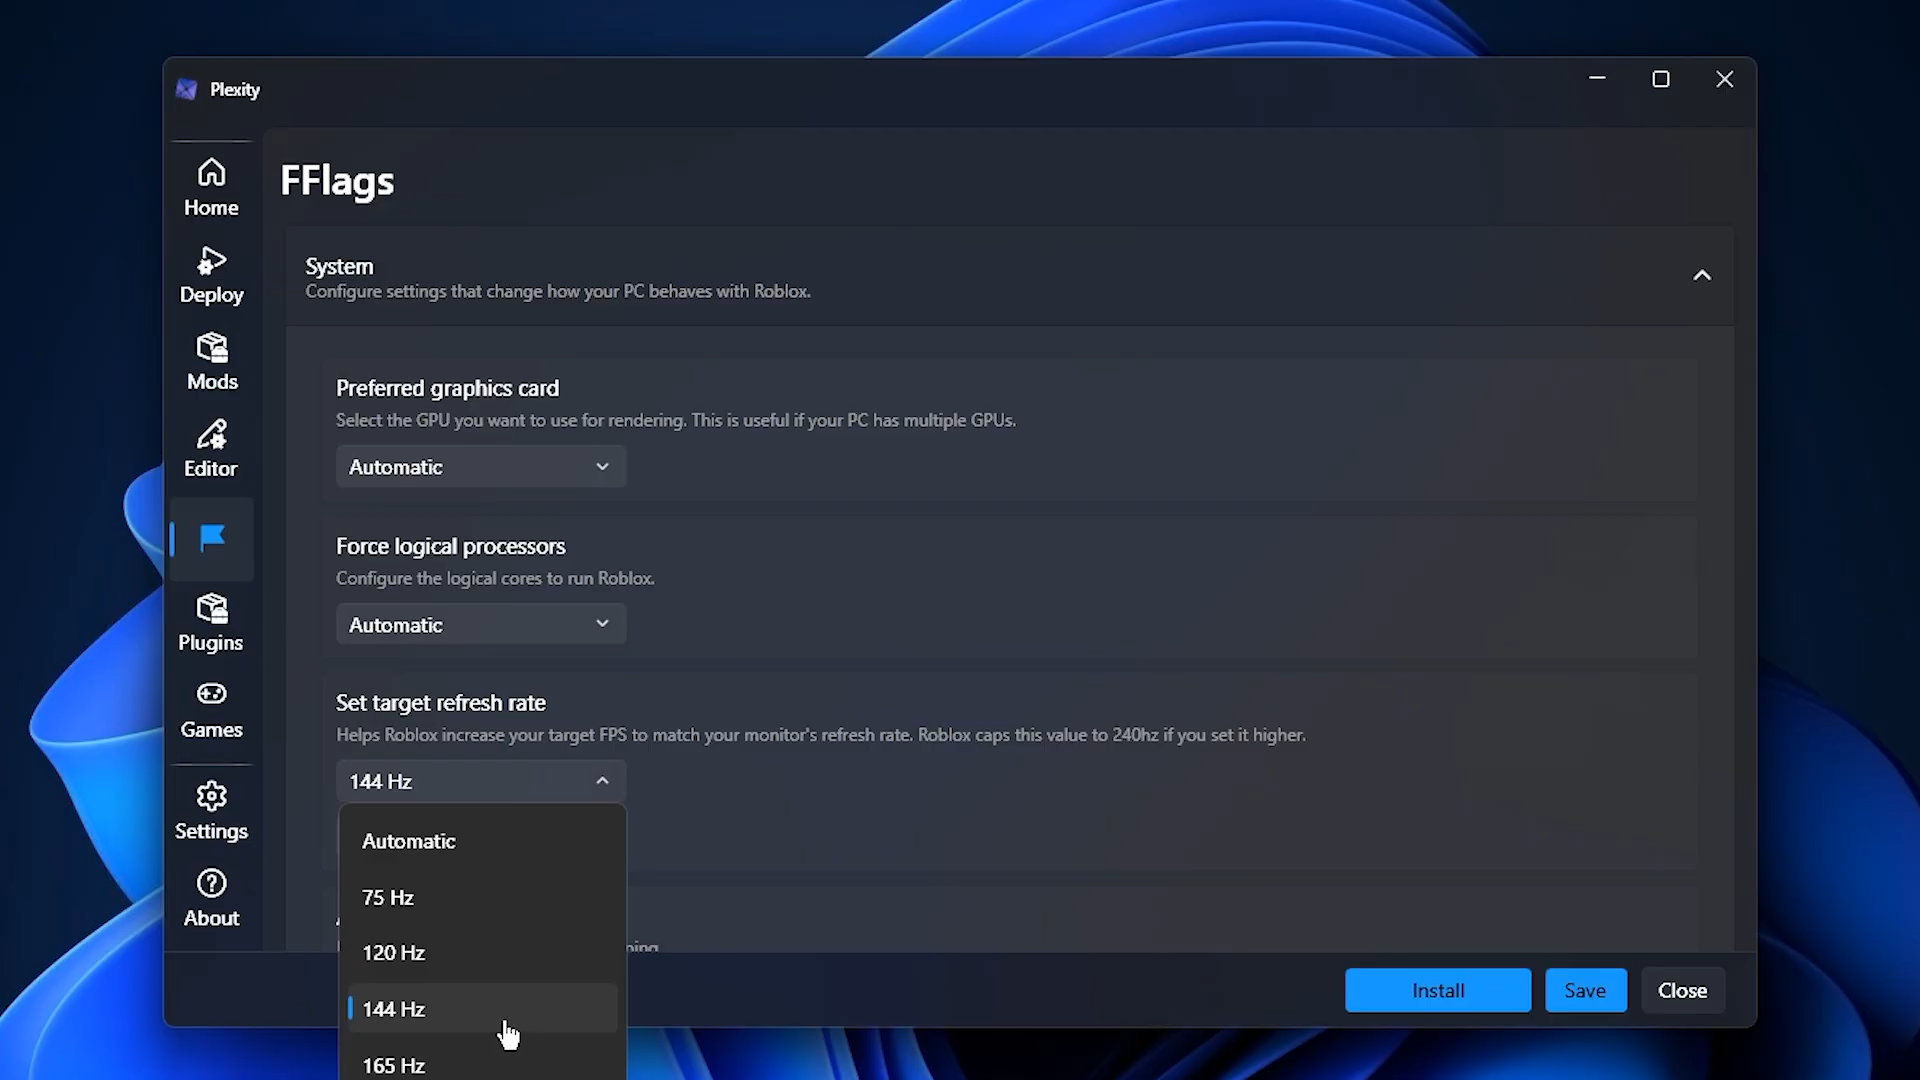 Plexity
Home
Deploy
Mods
Editor
Plugins
Games
Settings
About
FFlags
System
Configure settings that change how your PC behaves with Roblox.
Preferred graphics card
Select the GPU you want to use for rendering. This is useful if your PC has multiple GPUs.
Automatic
Force logical processors
Configure the logical cores to run Roblox.
Automatic
Set target refresh rate
Helps Roblox increase your target FPS to match your monitor's refresh rate. Roblox caps this value to 240hz if you set it higher.
144 Hz
Automatic
75 Hz
120 Hz
144 Hz
165 Hz
Install
Save
Close